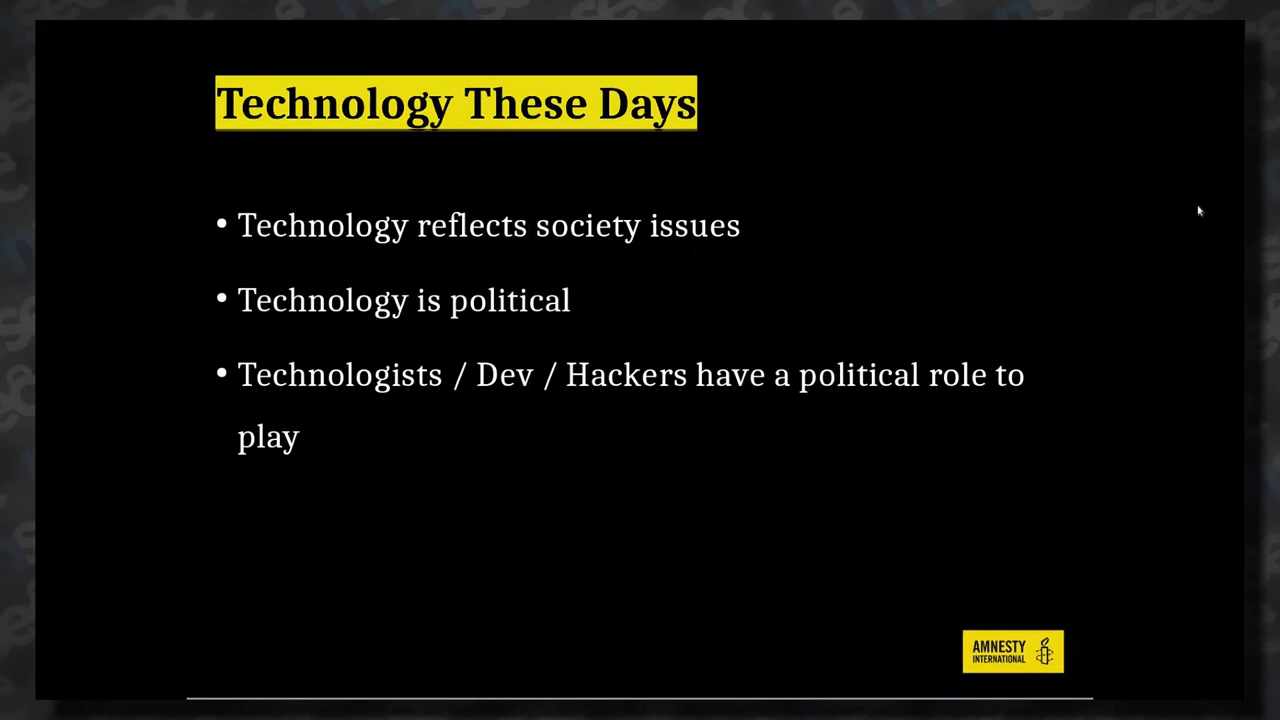 Technology These Days
• Technology reflects society issues
• Technology is political
• Technologists / Dev / Hackers have a political role to
play
AMNESTY
INTERNATIONAL